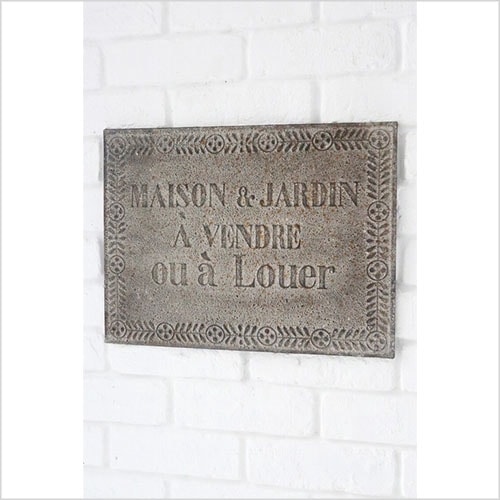 MAISON & JARDIN
À VENDRE
ou à Louer